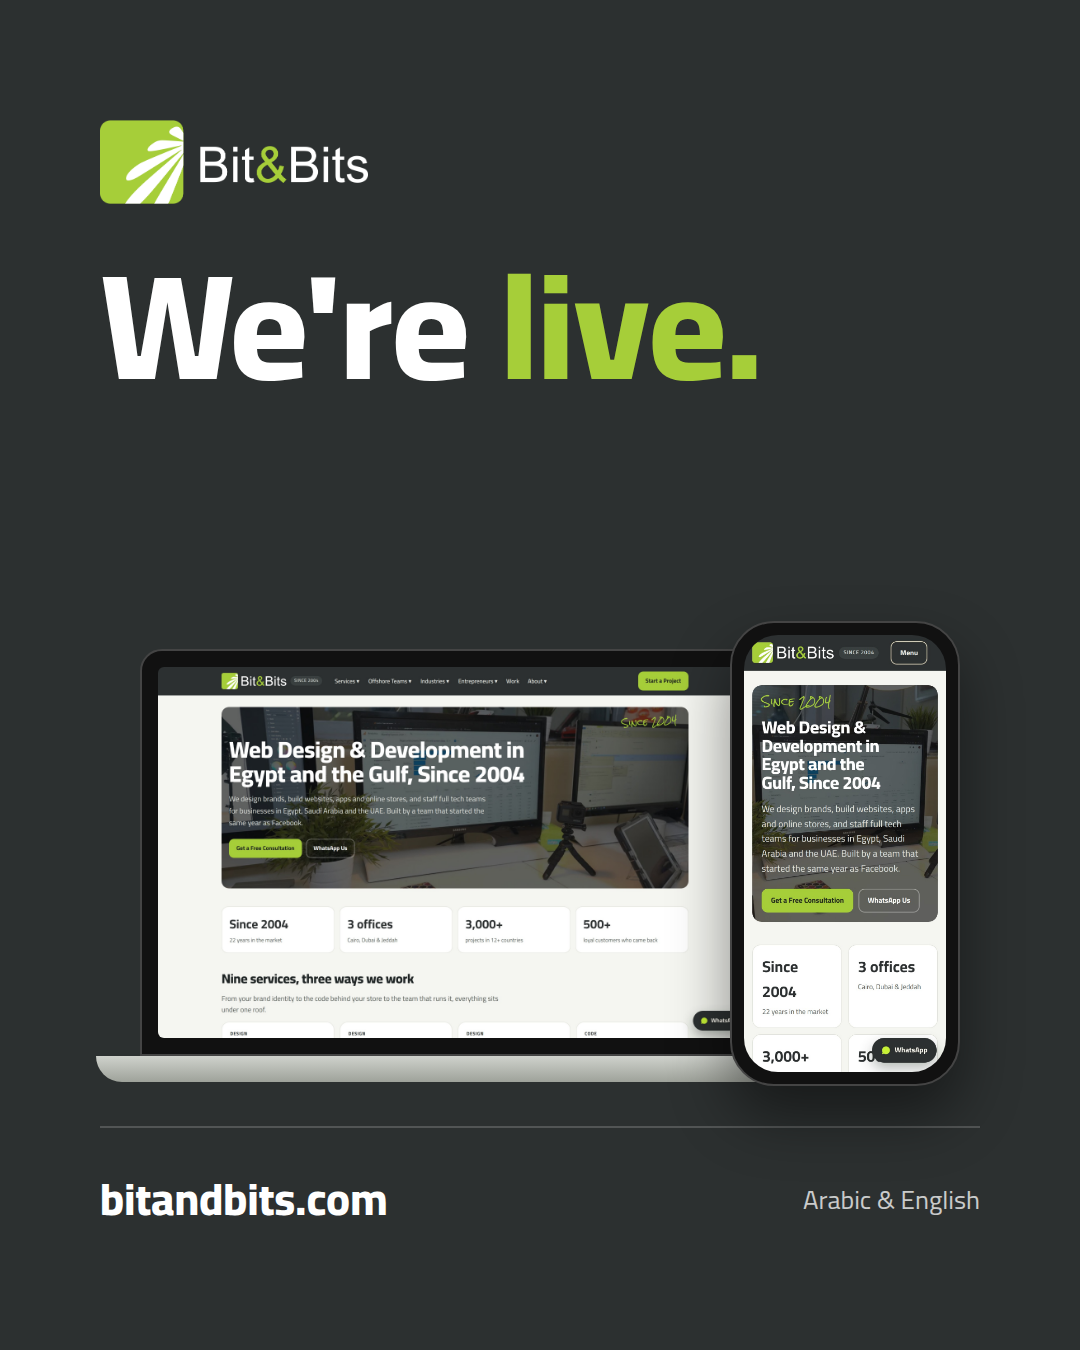 Bit&Bits
We're live.
Bit&Bits SINCE 2004 Services Offshore Teams Industries Entrepreneurs Work About Start a Project
SINCE 2004
Web Design & Development in
Egypt and the Gulf, Since 2004
We design brands, build websites, apps and online stores, and staff full tech teams
for businesses in Egypt, Saudi Arabia and the UAE. Built by a team that started the
same year as Facebook.
Get a Free Consultation WhatsApp Us
Since 2004 3 offices 3,000+ 500+
22 years in the market Cairo, Dubai & Jeddah projects in 12+ countries loyal customers who came back
Nine services, three ways we work
From your brand identity to the code behind your store to the team that runs it, everything sits
under one roof.
DESIGN DESIGN DESIGN CODE
Bit&Bits SINCE 2004 Menu
SINCE 2004
Web Design &
Development in
Egypt and the
Gulf, Since 2004
We design brands, build websites, apps
and online stores, and staff full tech
teams for businesses in Egypt, Saudi
Arabia and the UAE. Built by a team that
started the same year as Facebook.
Get a Free Consultation WhatsApp Us
Since
2004
22 years in the market
3 offices
Cairo, Dubai & Jeddah
3,000+
WhatsApp
bitandbits.com
Arabic & English